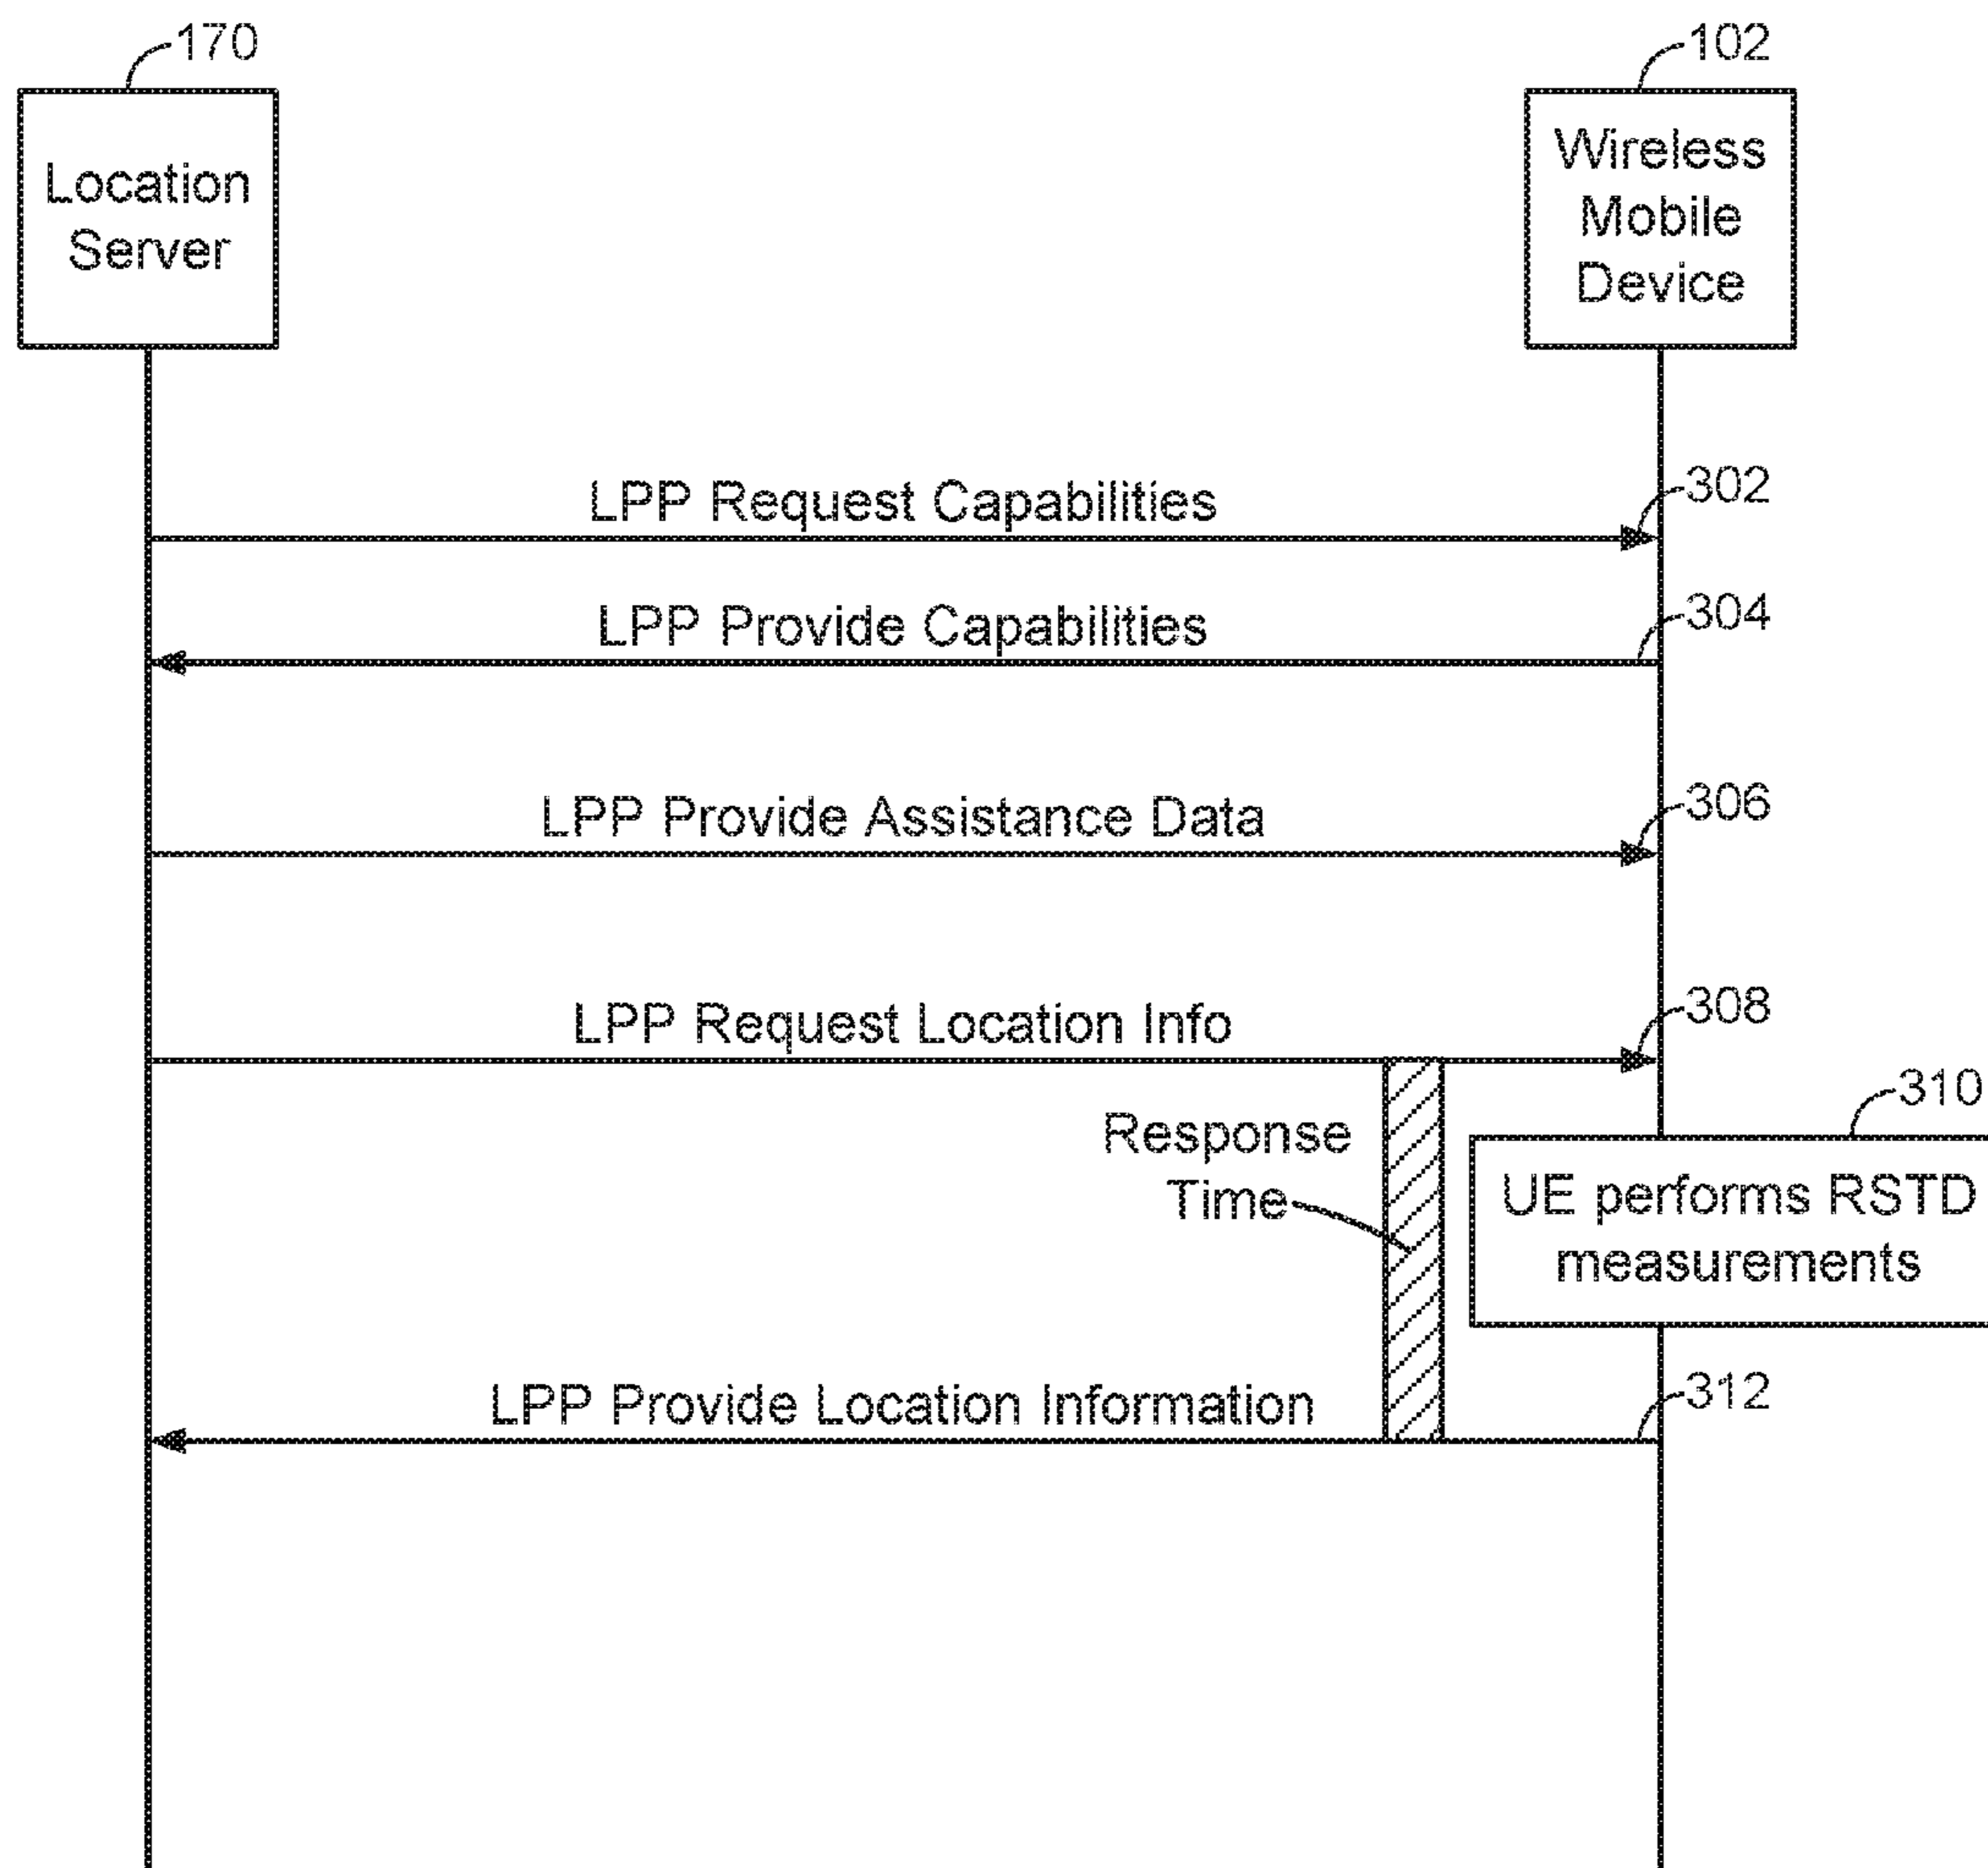 170
102
Location
Server
Wireless
Mobile
Device
LPP Request Capabilities
302
LPP Provide Capabilities
304
LPP Provide Assistance Data
306
LPP Request Location Info
308
Response
Time
310
UE performs RSTD
measurements
LPP Provide Location Information
312